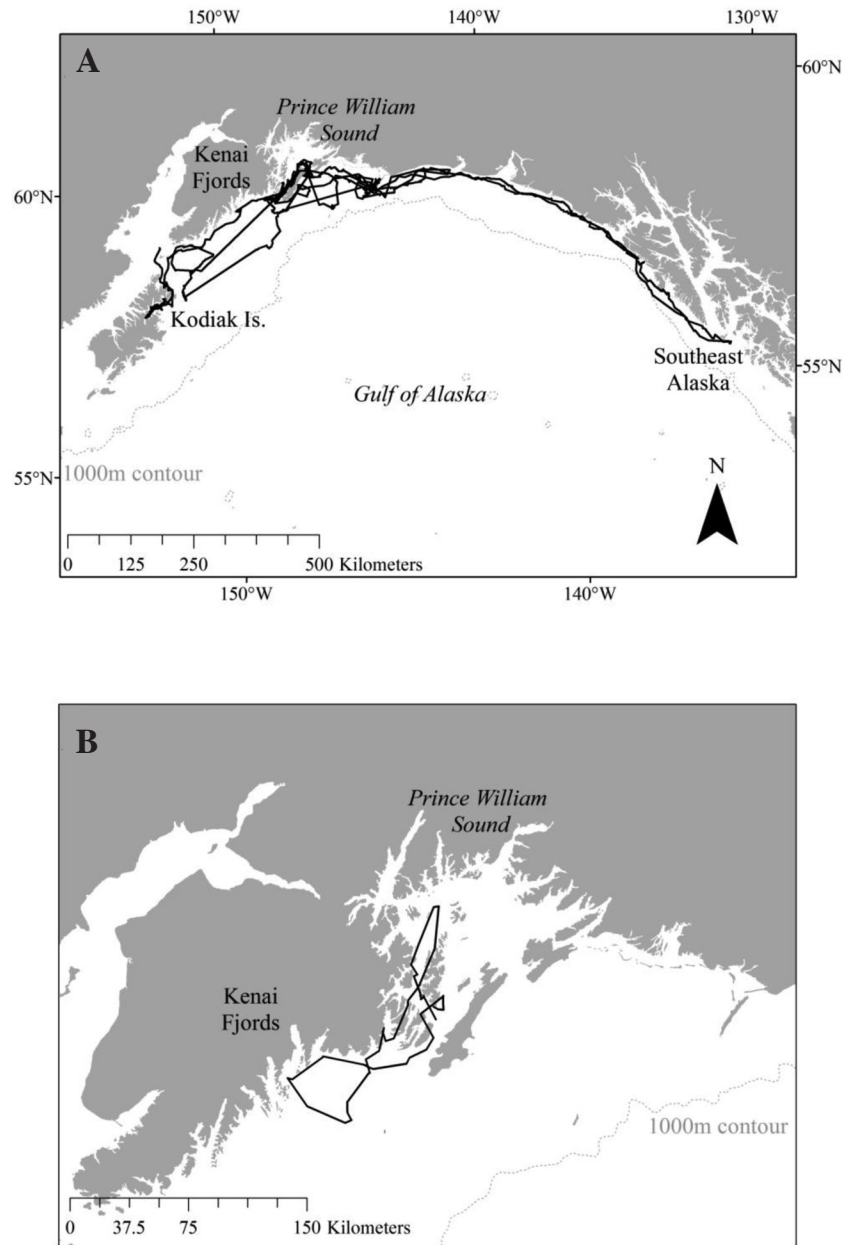 150°W 140°W 130°W
A
60°N
Prince William
Sound
Kenai
Fjords
60°N
Kodiak Is.
Southeast
Alaska
55°N
Gulf of Alaska
N
1000m contour
55°N
0 125 250 500 Kilometers
150°W 140°W
B
Prince William
Sound
Kenai
Fjords
1000m contour
0 37.5 75 150 Kilometers